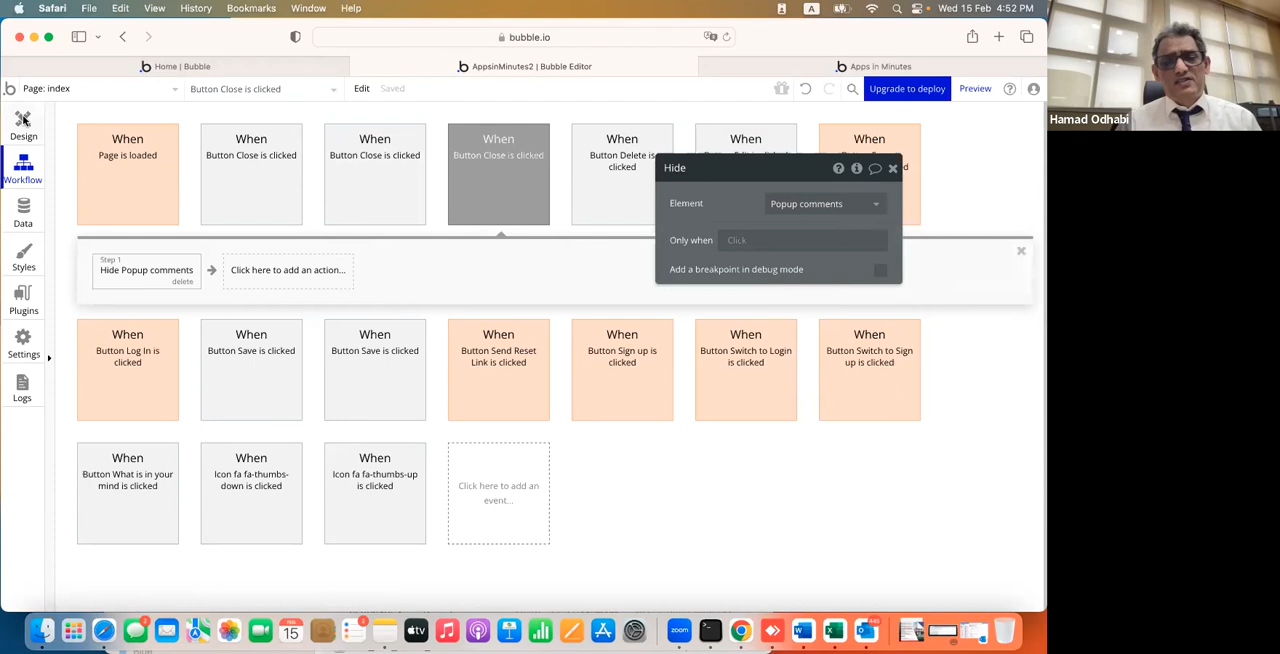 Safari File Edit View History Bookmarks Window Help
A
Wed 15 Feb 4:52 PM
bubble.io
Home | Bubble
AppsinMinutes2 | Bubble Editor
Apps In Minutes
Page: index
Button Close is clicked
Edit
Saved
Upgrade to deploy
Preview
Design
Workflow
Data
Styles
Plugins
Settings
Logs
When
Page is loaded
When
Button Close is clicked
When
Button Close is clicked
When
Button Close is clicked
When
Button Delete is
clicked
When
When
Hide
Element
Popup comments
Only when
Click
Add a breakpoint in debug mode
Step 1
Hide Popup comments
delete
Click here to add an action...
When
Button Log In is
clicked
When
Button Save is clicked
When
Button Save is clicked
When
Button Send Reset
Link is clicked
When
Button Sign up is
clicked
When
Button Switch to Login
is clicked
When
Button Switch to Sign
up is clicked
When
Button What is in your
mind is clicked
When
Icon fa fa-thumbs-
down is clicked
When
Icon fa fa-thumbs-up
is clicked
Click here to add an
event...
FEB
15
tv
zoom
Hamad Odhabi